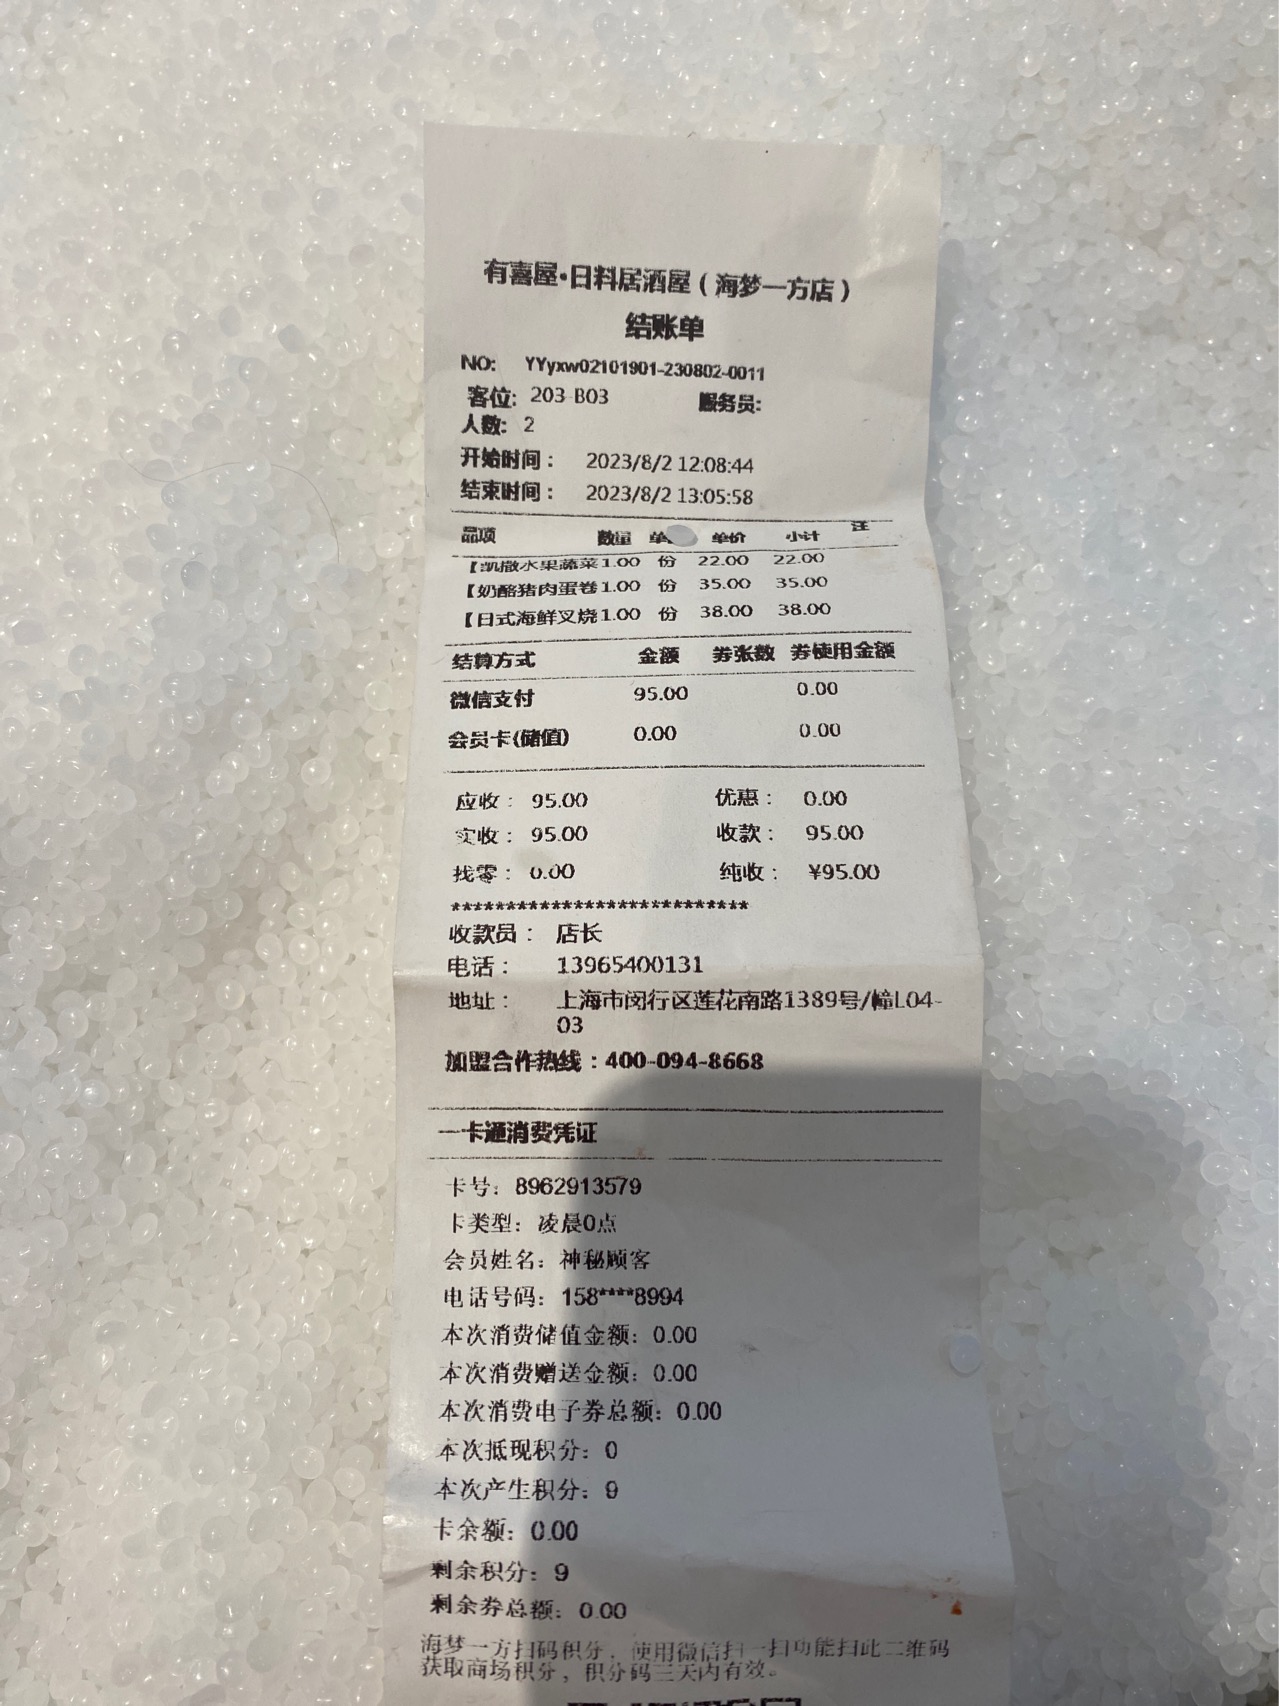 有喜屋·日料居酒屋（海梦一方店）
结账单
NO: YYyxw02101901-230802-0011
客位: 203-B03 服务员:
人数: 2
开始时间： 2023/8/2 12:08:44
结束时间： 2023/8/2 13:05:58
品项 数量 单 单价 小计 注
【凯撒水果蔬菜 1.00 份 22.00 22.00
【奶酪猪肉蛋卷 1.00 份 35.00 35.00
【日式海鲜叉烧 1.00 份 38.00 38.00
结算方式 金额 券张数 券使用金额
微信支付 95.00 0.00
会员卡(储值) 0.00 0.00
应收： 95.00 优惠： 0.00
实收： 95.00 收款： 95.00
找零： 0.00 纯收： ¥95.00
***************************
收款员： 店长
电话： 13965400131
地址： 上海市闵行区莲花南路1389号/幢L04-
03
加盟合作热线：400-094-8668
一卡通消费凭证
卡号：8962913579
卡类型：凌晨0点
会员姓名：神秘顾客
电话号码：158****8994
本次消费储值金额：0.00
本次消费赠送金额：0.00
本次消费电子券总额：0.00
本次抵现积分：0
本次产生积分：9
卡余额：0.00
剩余积分：9
剩余券总额：0.00
海梦一方扫码积分，使用微信扫一扫功能扫此二维码
获取商场积分，积分码三天内有效。